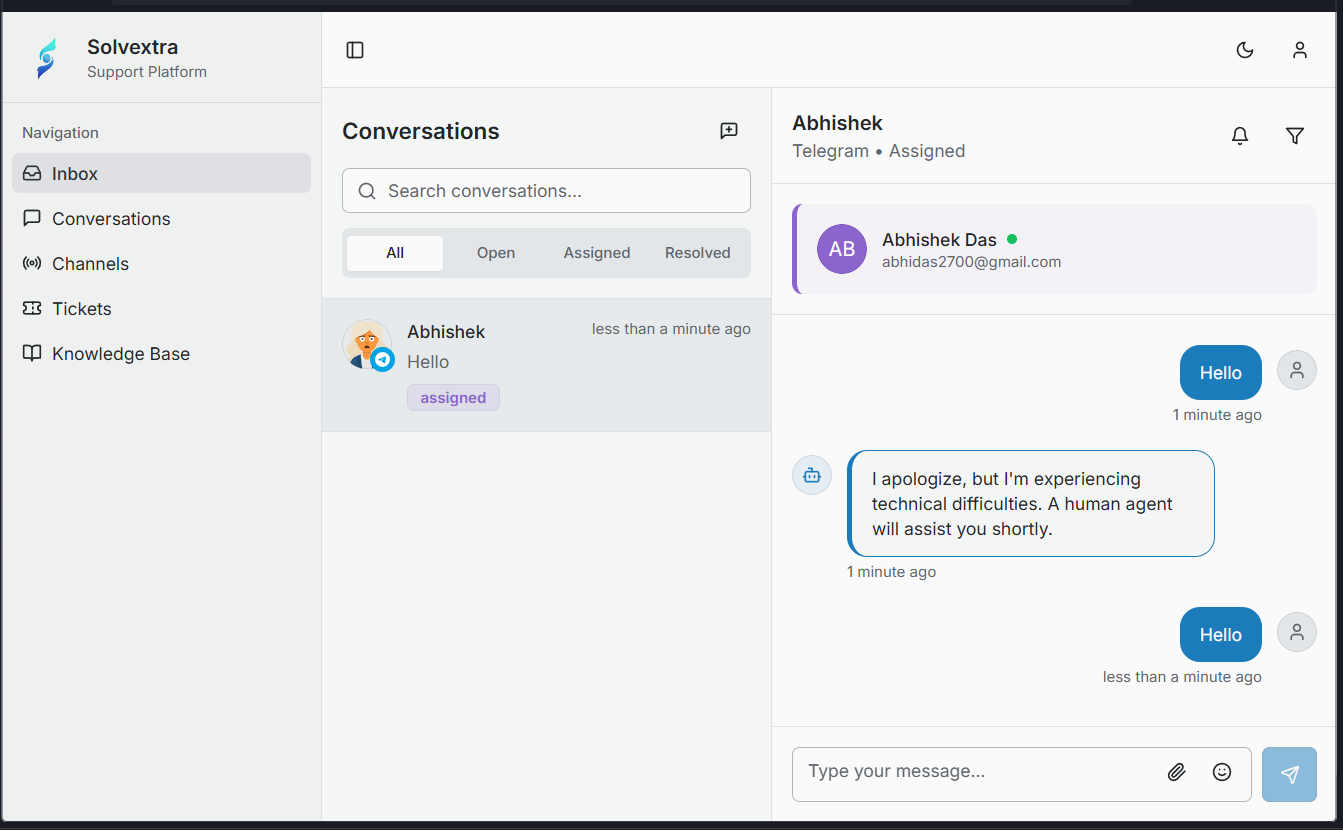 Solvextra
Support Platform
Navigation
Inbox
Conversations
Channels
Tickets
Knowledge Base
Conversations
Search conversations...
All
Open
Assigned
Resolved
Abhishek
less than a minute ago
Hello
assigned
Abhishek
Telegram • Assigned
AB
Abhishek Das
abhidas2700@gmail.com
Hello
1 minute ago
I apologize, but I'm experiencing
technical difficulties. A human agent
will assist you shortly.
1 minute ago
Hello
less than a minute ago
Type your message...